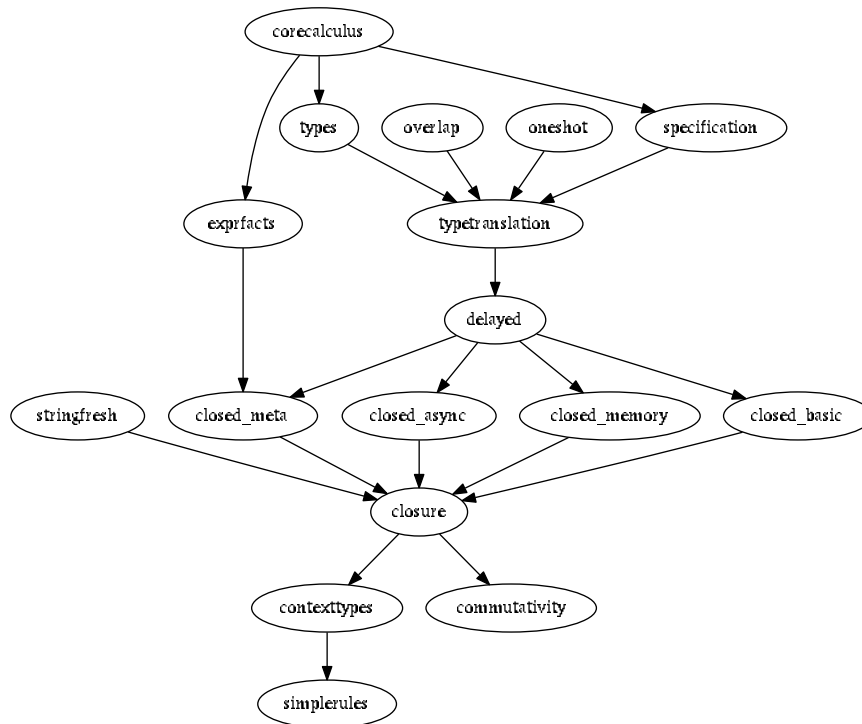 corecalculus
types
overlap
oneshot
specification
exprfacts
typetranslation
delayed
stringfresh
closed_meta
closed_async
closed_memory
closed_basic
closure
contexttypes
commutativity
simplerules